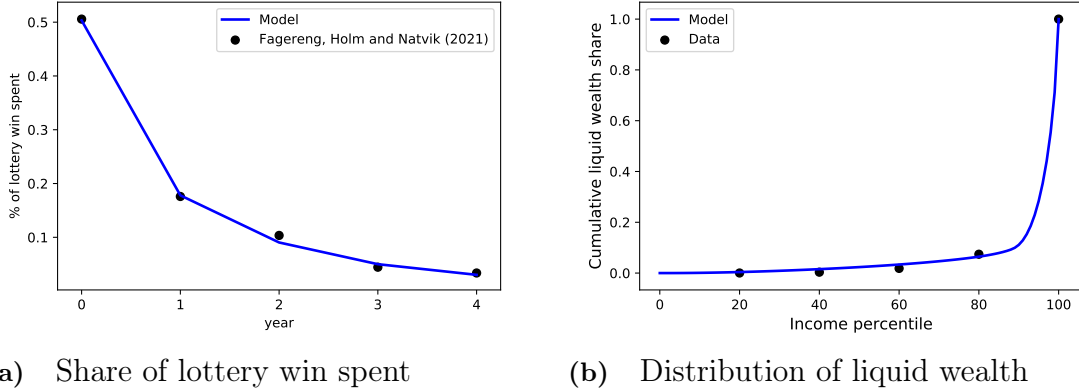 Model
Fagereng, Holm and Natvik (2021)
0.5
0.4
0.3
0.2
0.1
% of lottery win spent
0 1 2 3 4
year
a) Share of lottery win spent
Model
Data
1.0
0.8
0.6
0.4
0.2
0.0
Cumulative liquid wealth share
0 20 40 60 80 100
Income percentile
(b) Distribution of liquid wealth